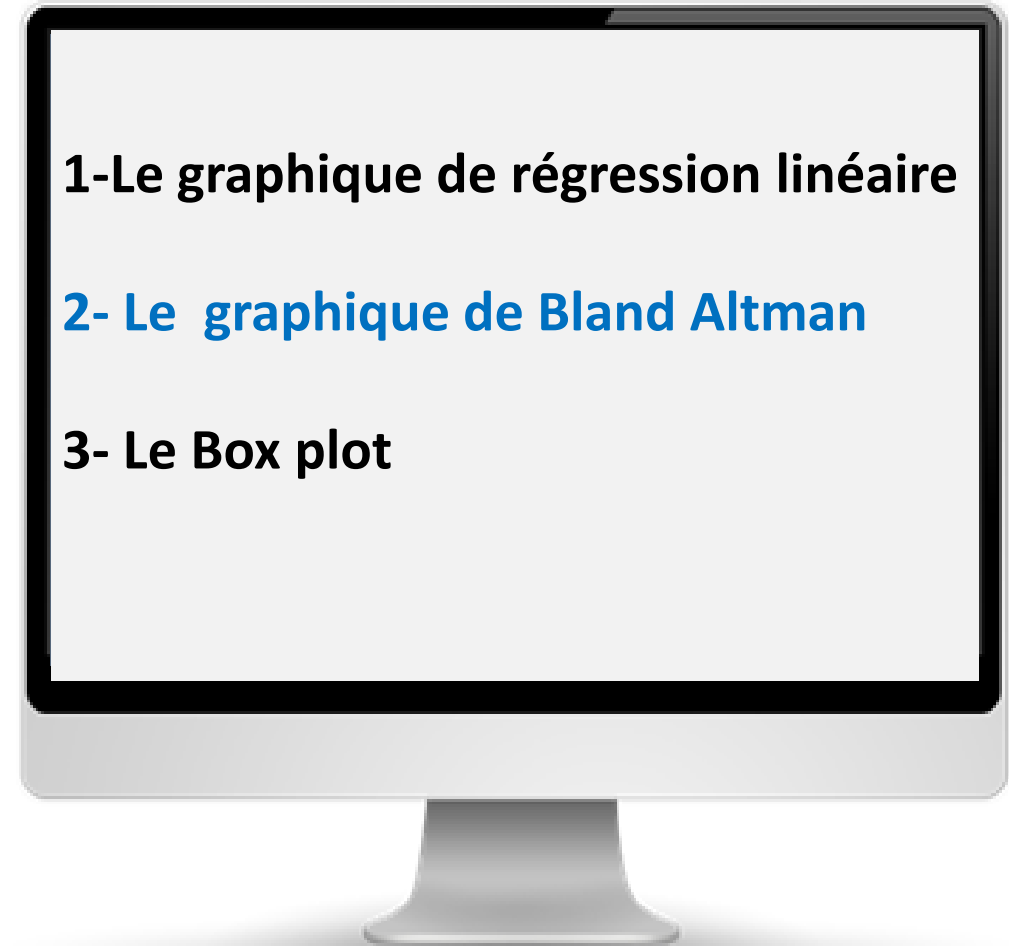 1-Le graphique de régression linéaire
2- Le  graphique de Bland Altman
3- Le Box plot